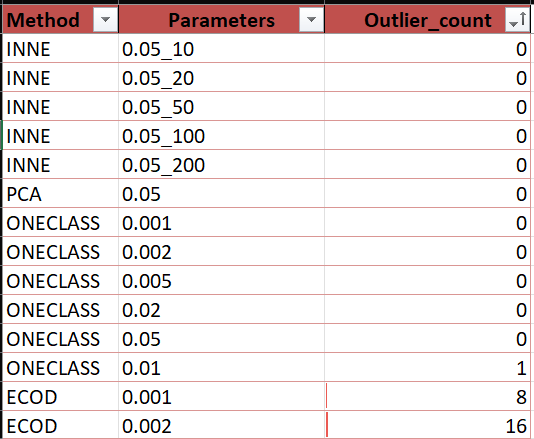 Method Parameters Outlier_count
INNE 0.05_10 0
INNE 0.05_20 0
INNE 0.05_50 0
INNE 0.05_100 0
INNE 0.05_200 0
PCA 0.05 0
ONECLASS 0.001 0
ONECLASS 0.002 0
ONECLASS 0.005 0
ONECLASS 0.02 0
ONECLASS 0.05 0
ONECLASS 0.01 1
ECOD 0.001 8
ECOD 0.002 16